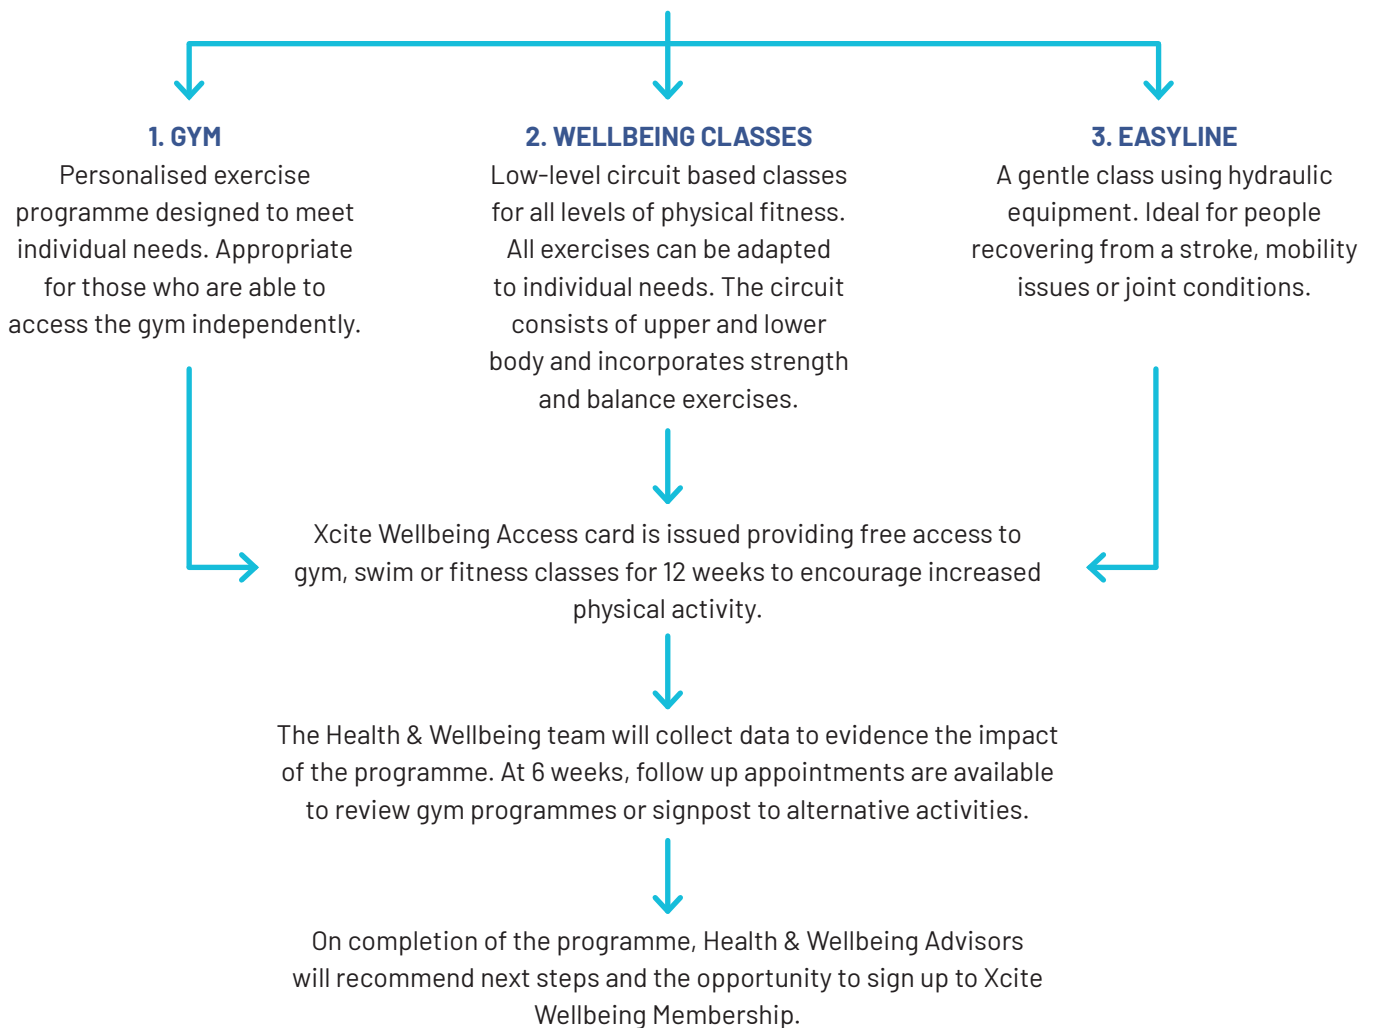 1. GYM
Personalised exercise
programme designed to meet
individual needs. Appropriate
for those who are able to
access the gym independently.
2. WELLBEING CLASSES
Low-level circuit based classes
for all levels of physical fitness.
All exercises can be adapted
to individual needs. The circuit
consists of upper and lower
body and incorporates strength
and balance exercises.
3. EASYLINE
A gentle class using hydraulic
equipment. Ideal for people
recovering from a stroke, mobility
issues or joint conditions.
Xcite Wellbeing Access card is issued providing free access to
gym, swim or fitness classes for 12 weeks to encourage increased
physical activity.
The Health & Wellbeing team will collect data to evidence the impact
of the programme. At 6 weeks, follow up appointments are available
to review gym programmes or signpost to alternative activities.
On completion of the programme, Health & Wellbeing Advisors
will recommend next steps and the opportunity to sign up to Xcite
Wellbeing Membership.